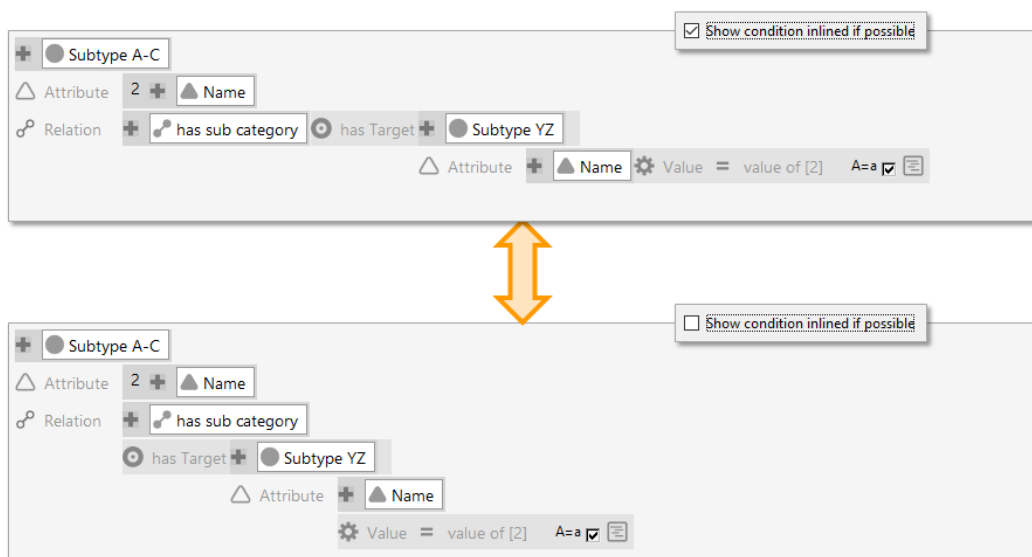 Show condition inlined if possible
Subtype A-C
Attribute 2 Name
Relation has sub category has Target Subtype YZ
Attribute Name Value = value of [2] A=a
Show condition inlined if possible
Subtype A-C
Attribute 2 Name
Relation has sub category
has Target Subtype YZ
Attribute Name
Value = value of [2] A=a